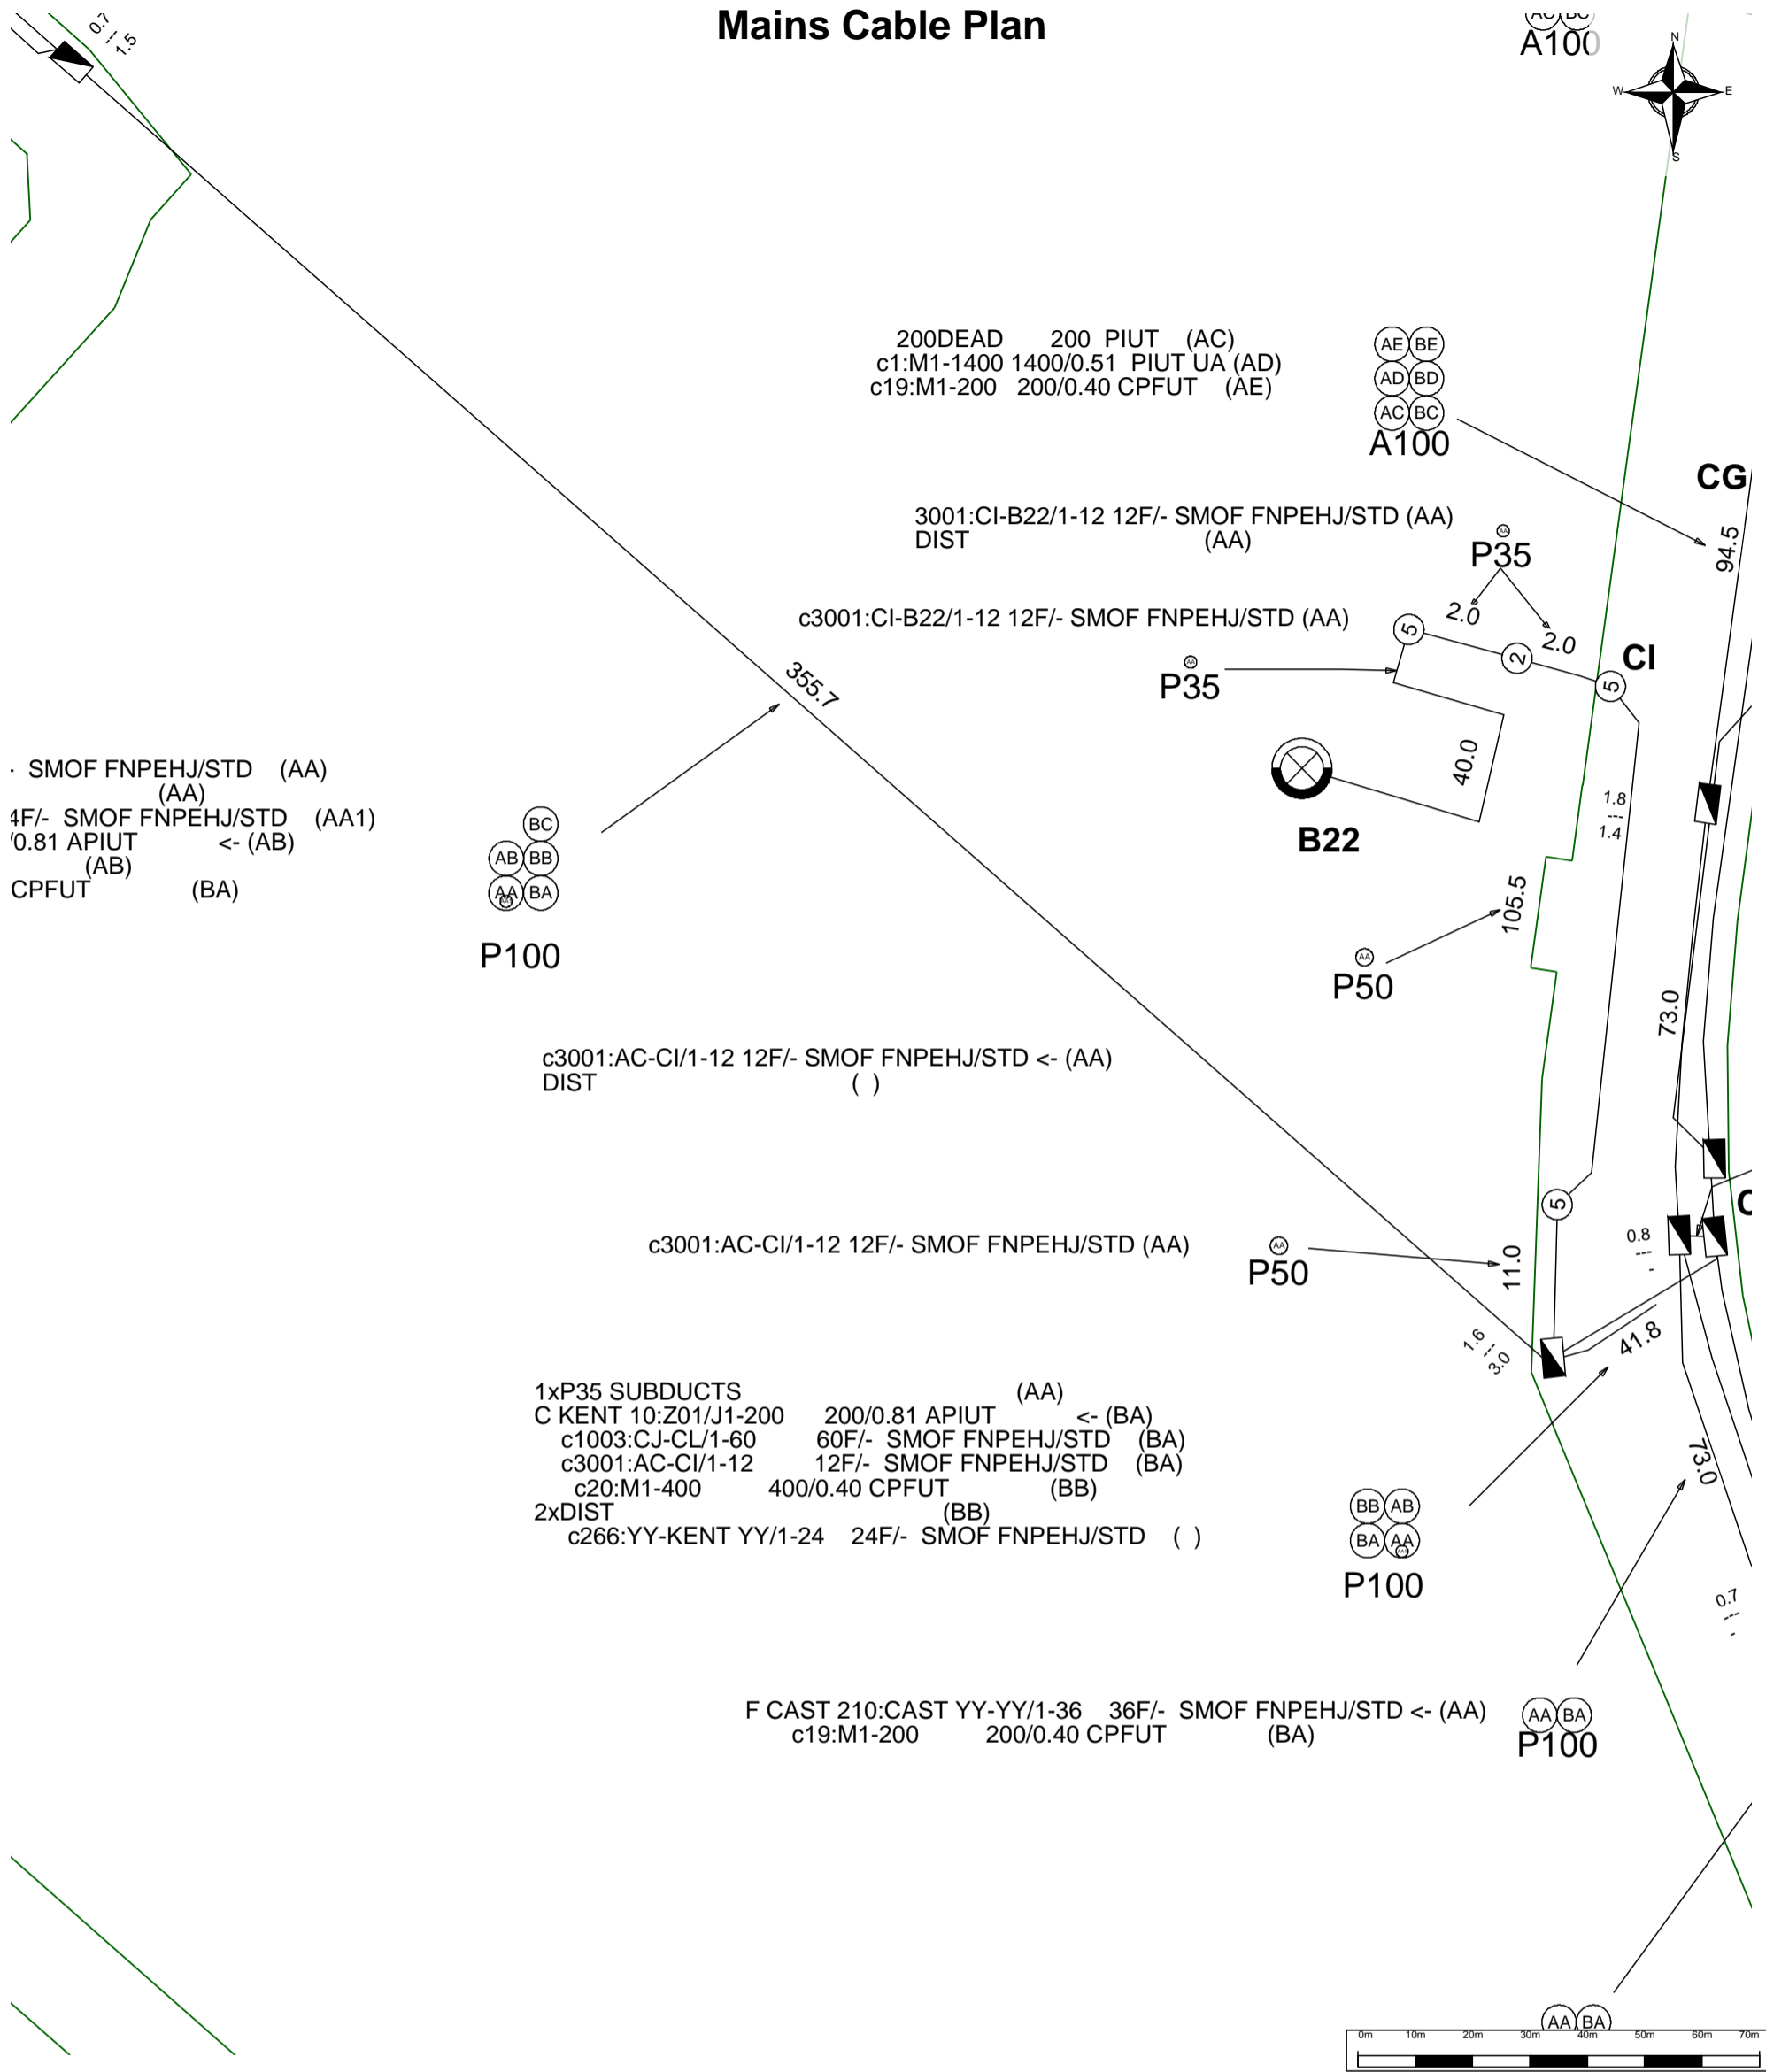 Mains Cable Plan
0.7
---
1.5
A100
N
W E
S
200DEAD 200 PIUT (AC)
c1:M1-1400 1400/0.51 PIUT UA (AD)
c19:M1-200 200/0.40 CPFUT (AE)
AE BE
AD BD
AC BC
A100
CG
94.5
3001:CI-B22/1-12 12F/- SMOF FNPEHJ/STD (AA)
DIST (AA)
AA
P35
2.0
2.0
c3001:CI-B22/1-12 12F/- SMOF FNPEHJ/STD (AA)
5
2
CI
5
AA
P35
355.7
40.0
B22
1.8
---
1.4
- SMOF FNPEHJ/STD (AA)
(AA)
4F/- SMOF FNPEHJ/STD (AA1)
/0.81 APIUT <- (AB)
(AB)
CPFUT (BA)
BC
AB BB
AA BA
P100
105.5
AA
P50
73.0
c3001:AC-CI/1-12 12F/- SMOF FNPEHJ/STD <- (AA)
DIST ( )
5
C
0.8
---
-
c3001:AC-CI/1-12 12F/- SMOF FNPEHJ/STD (AA)
AA
P50
11.0
1.6
---
3.0
41.8
1xP35 SUBDUCTS (AA)
C KENT 10:Z01/J1-200 200/0.81 APIUT <- (BA)
c1003:CJ-CL/1-60 60F/- SMOF FNPEHJ/STD (BA)
c3001:AC-CI/1-12 12F/- SMOF FNPEHJ/STD (BA)
c20:M1-400 400/0.40 CPFUT (BB)
2xDIST (BB)
c266:YY-KENT YY/1-24 24F/- SMOF FNPEHJ/STD ( )
BB AB
BA AA
P100
73.0
0.7
---
-
F CAST 210:CAST YY-YY/1-36 36F/- SMOF FNPEHJ/STD <- (AA)
c19:M1-200 200/0.40 CPFUT (BA)
AA BA
P100
AA BA
0m 10m 20m 30m 40m 50m 60m 70m